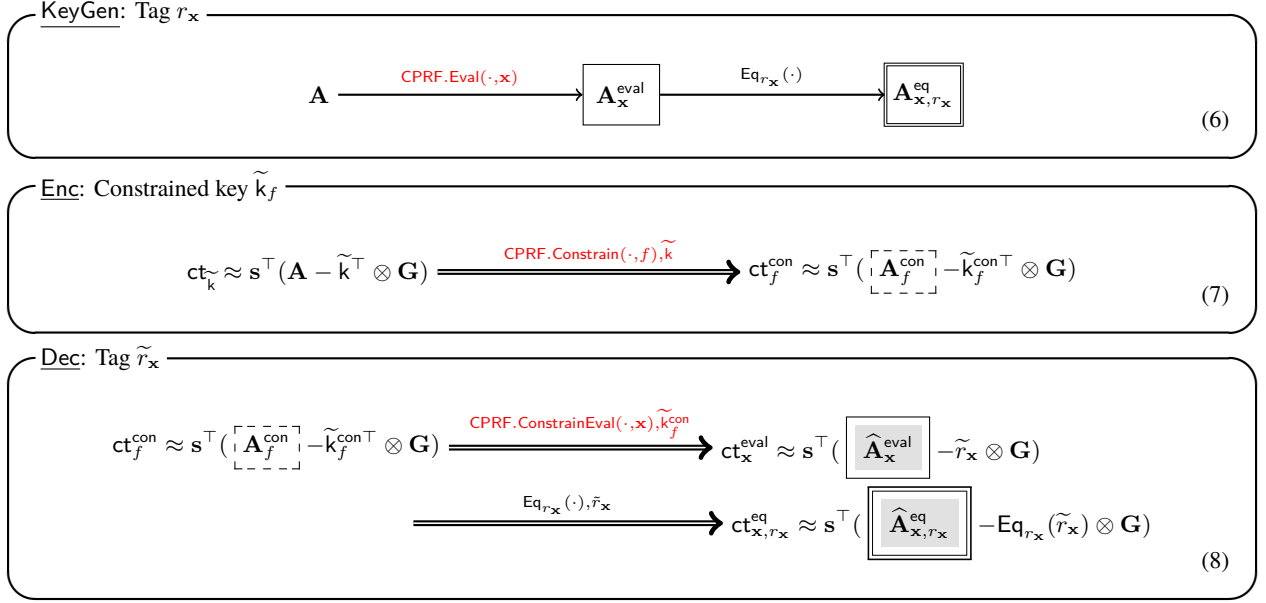 KeyGen: Tag r_𝐱
CPRF.Eval(·,𝐱) Eq_{r_𝐱}(·)
𝐀 𝐀_𝐱^eval 𝐀_{𝐱,r_𝐱}^eq
(6)
Enc: Constrained key k̃_f
CPRF.Constrain(·,f),k̃
ct_k̃ ≈ 𝐬^⊤(𝐀 − k̃^⊤ ⊗ 𝐆) ct_f^con ≈ 𝐬^⊤( 𝐀_f^con −k̃_f^{con⊤} ⊗ 𝐆)
(7)
Dec: Tag r̃_𝐱
CPRF.ConstrainEval(·,𝐱),k̃_f^con
ct_f^con ≈ 𝐬^⊤( 𝐀_f^con −k̃_f^{con⊤} ⊗ 𝐆) ct_𝐱^eval ≈ 𝐬^⊤( 𝐀̂_𝐱^eval −r̃_𝐱 ⊗ 𝐆)
Eq_{r_𝐱}(·),r̃_𝐱
ct_{𝐱,r_𝐱}^eq ≈ 𝐬^⊤( 𝐀̂_{𝐱,r_𝐱}^eq −Eq_{r_𝐱}(r̃_𝐱) ⊗ 𝐆)
(8)